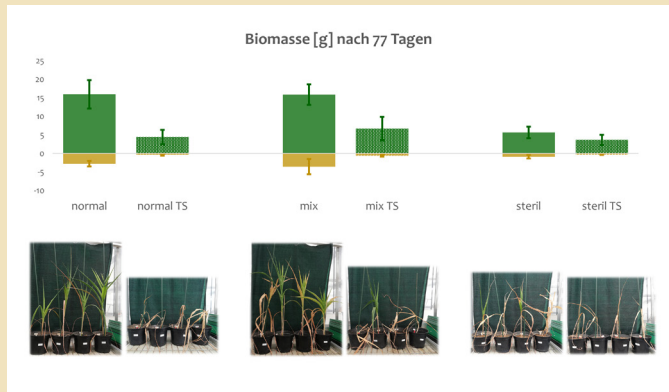 Biomasse [g] nach 77 Tagen
25
20
15
10
5
0
-5
-10
normal
normal TS
mix
mix TS
steril
steril TS